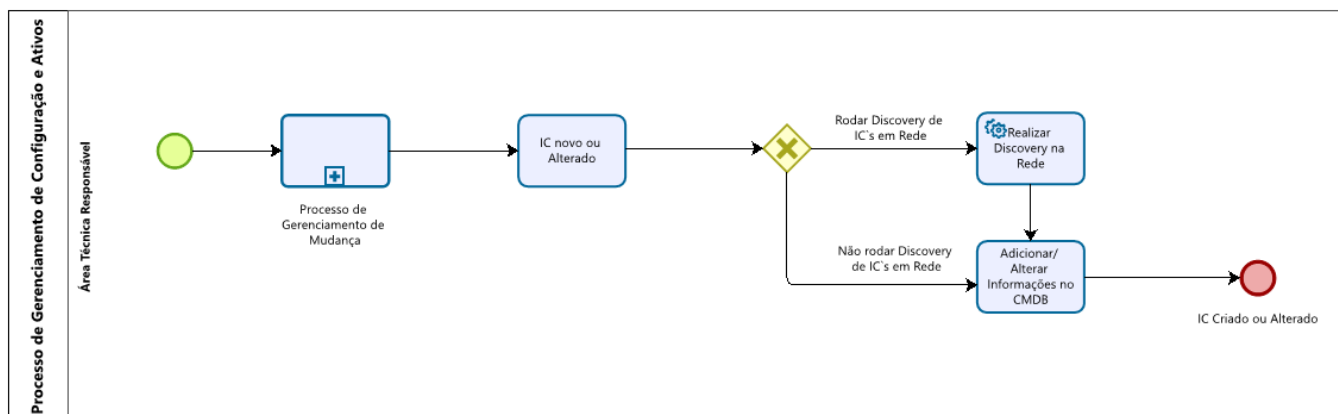 Processo de Gerenciamento de Configuração e Ativos
Área Técnica Responsável
Processo de
Gerenciamento de
Mudança
IC novo ou
Alterado
Rodar Discovery de
IC`s em Rede
Realizar
Discovery na
Rede
Não rodar Discovery
de IC`s em Rede
Adicionar/
Alterar
Informações no
CMDB
IC Criado ou Alterado